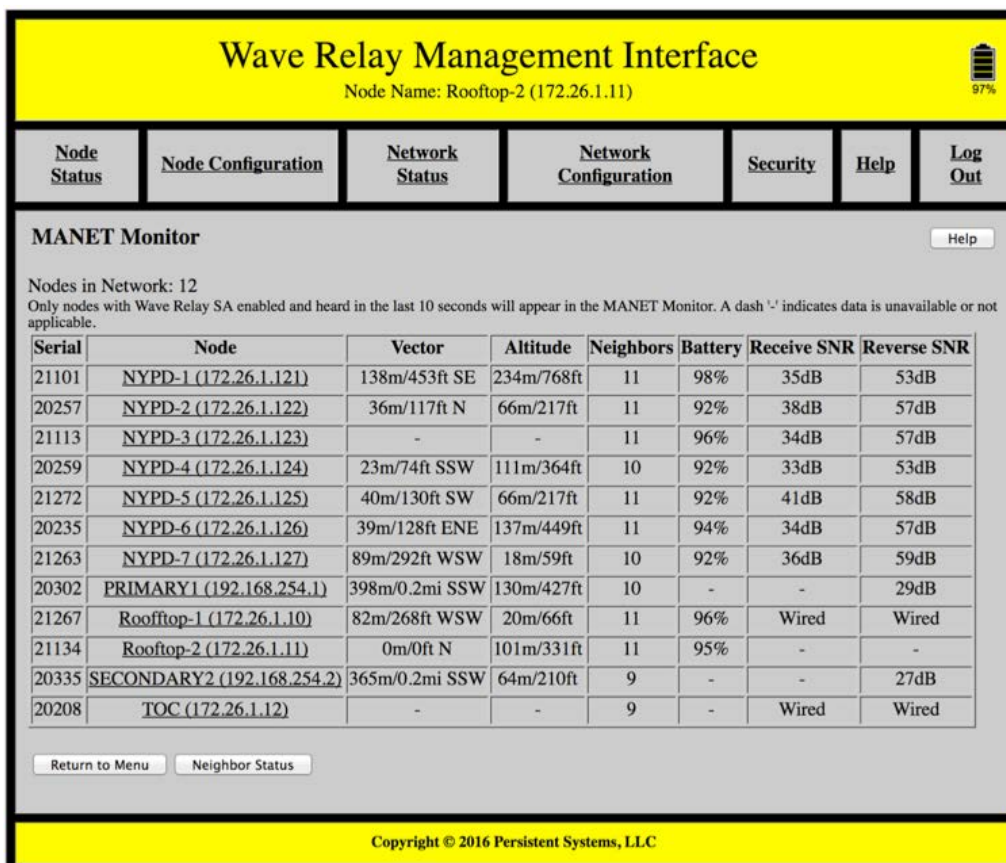 Wave Relay Management Interface
Node Name: Rooftop-2 (172.26.1.11)
97%
Node Status
Node Configuration
Network Status
Network Configuration
Security
Help
Log Out
MANET Monitor
Help
Nodes in Network: 12
Only nodes with Wave Relay SA enabled and heard in the last 10 seconds will appear in the MANET Monitor. A dash '-' indicates data is unavailable or not
applicable.
Serial Node Vector Altitude Neighbors Battery Receive SNR Reverse SNR
21101 NYPD-1 (172.26.1.121) 138m/453ft SE 234m/768ft 11 98% 35dB 53dB
20257 NYPD-2 (172.26.1.122) 36m/117ft N 66m/217ft 11 92% 38dB 57dB
21113 NYPD-3 (172.26.1.123) - - 11 96% 34dB 57dB
20259 NYPD-4 (172.26.1.124) 23m/74ft SSW 111m/364ft 10 92% 33dB 53dB
21272 NYPD-5 (172.26.1.125) 40m/130ft SW 66m/217ft 11 92% 41dB 58dB
20235 NYPD-6 (172.26.1.126) 39m/128ft ENE 137m/449ft 11 94% 34dB 57dB
21263 NYPD-7 (172.26.1.127) 89m/292ft WSW 18m/59ft 10 92% 36dB 59dB
20302 PRIMARY1 (192.168.254.1) 398m/0.2mi SSW 130m/427ft 10 - - 29dB
21267 Roofftop-1 (172.26.1.10) 82m/268ft WSW 20m/66ft 11 96% Wired Wired
21134 Rooftop-2 (172.26.1.11) 0m/0ft N 101m/331ft 11 95% - -
20335 SECONDARY2 (192.168.254.2) 365m/0.2mi SSW 64m/210ft 9 - - 27dB
20208 TOC (172.26.1.12) - - 9 - Wired Wired
Return to Menu
Neighbor Status
Copyright © 2016 Persistent Systems, LLC